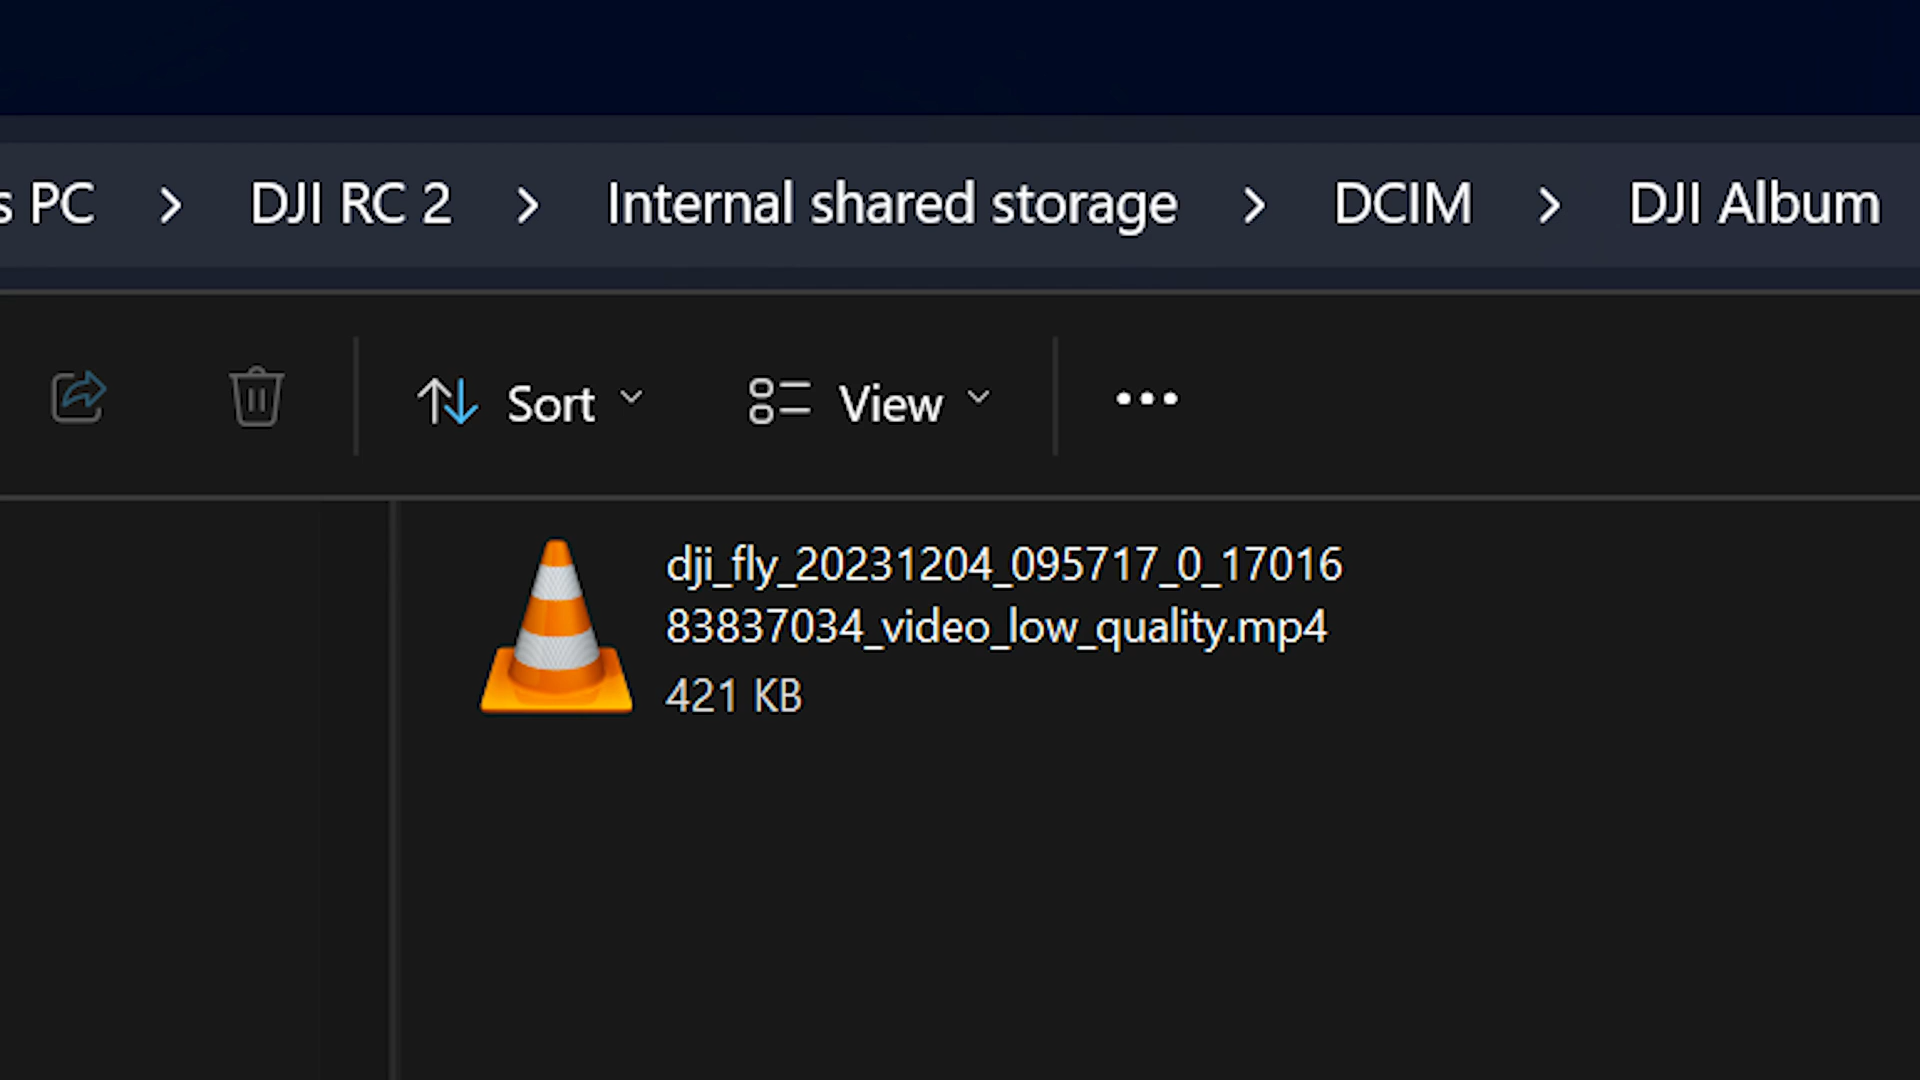 s PC > DJI RC 2 > Internal shared storage > DCIM > DJI Album
Sort View
dji_fly_20231204_095717_0_17016
83837034_video_low_quality.mp4
421 KB